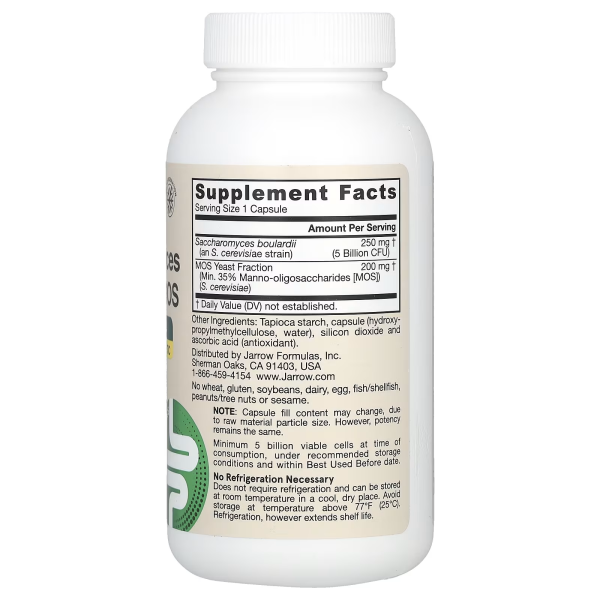 Supplement Facts
Serving Size 1 Capsule
Amount Per Serving
Saccharomyces boulardii 250 mg †
(an S. cerevisiae strain) (5 Billion CFU)
MOS Yeast Fraction 200 mg †
(Min. 35% Manno-oligosaccharides [MOS])
(S. cerevisiae)
† Daily Value (DV) not established.
Other Ingredients: Tapioca starch, capsule (hydroxy-
propylmethylcellulose, water), silicon dioxide and
ascorbic acid (antioxidant).
Distributed by Jarrow Formulas, Inc.
Sherman Oaks, CA 91403, USA
1-866-459-4154 www.Jarrow.com
No wheat, gluten, soybeans, dairy, egg, fish/shellfish,
peanuts/tree nuts or sesame.
NOTE: Capsule fill content may change, due
to raw material particle size. However, potency
remains the same.
Minimum 5 billion viable cells at time of
consumption, under recommended storage
conditions and within Best Used Before date.
No Refrigeration Necessary
Does not require refrigeration and can be stored
at room temperature in a cool, dry place. Avoid
storage at temperature above 77°F (25°C).
Refrigeration, however extends shelf life.
ces
OS